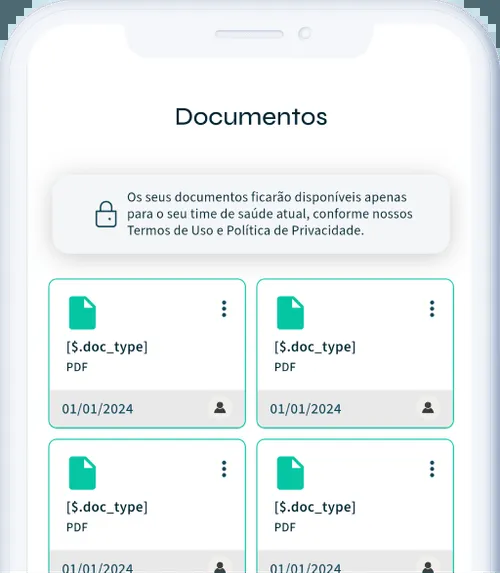 Documentos
Os seus documentos ficarão disponíveis apenas
para o seu time de saúde atual, conforme nossos
Termos de Uso e Política de Privacidade.
[$.doc_type]
PDF
01/01/2024
[$.doc_type]
PDF
01/01/2024
[$.doc_type]
PDF
01/01/2024
[$.doc_type]
PDF
01/01/2024